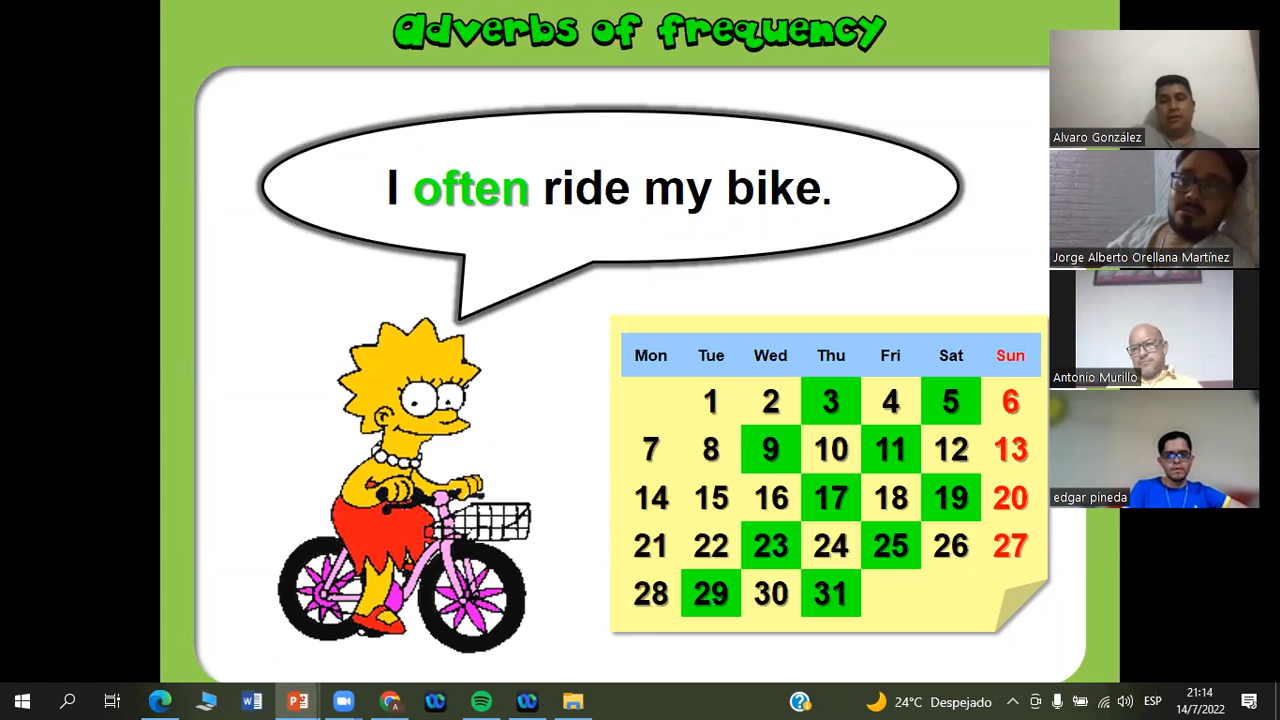 Adverbs of frequency
I often ride my bike.
Mon Tue Wed Thu Fri Sat Sun
1 2 3 4 5 6
7 8 9 10 11 12 13
14 15 16 17 18 19 20
21 22 23 24 25 26 27
28 29 30 31
Alvaro González
Jorge Alberto Orellana Martínez
Antonio Murillo
edgar pineda
24°C Despejado
ESP
21:14
14/7/2022